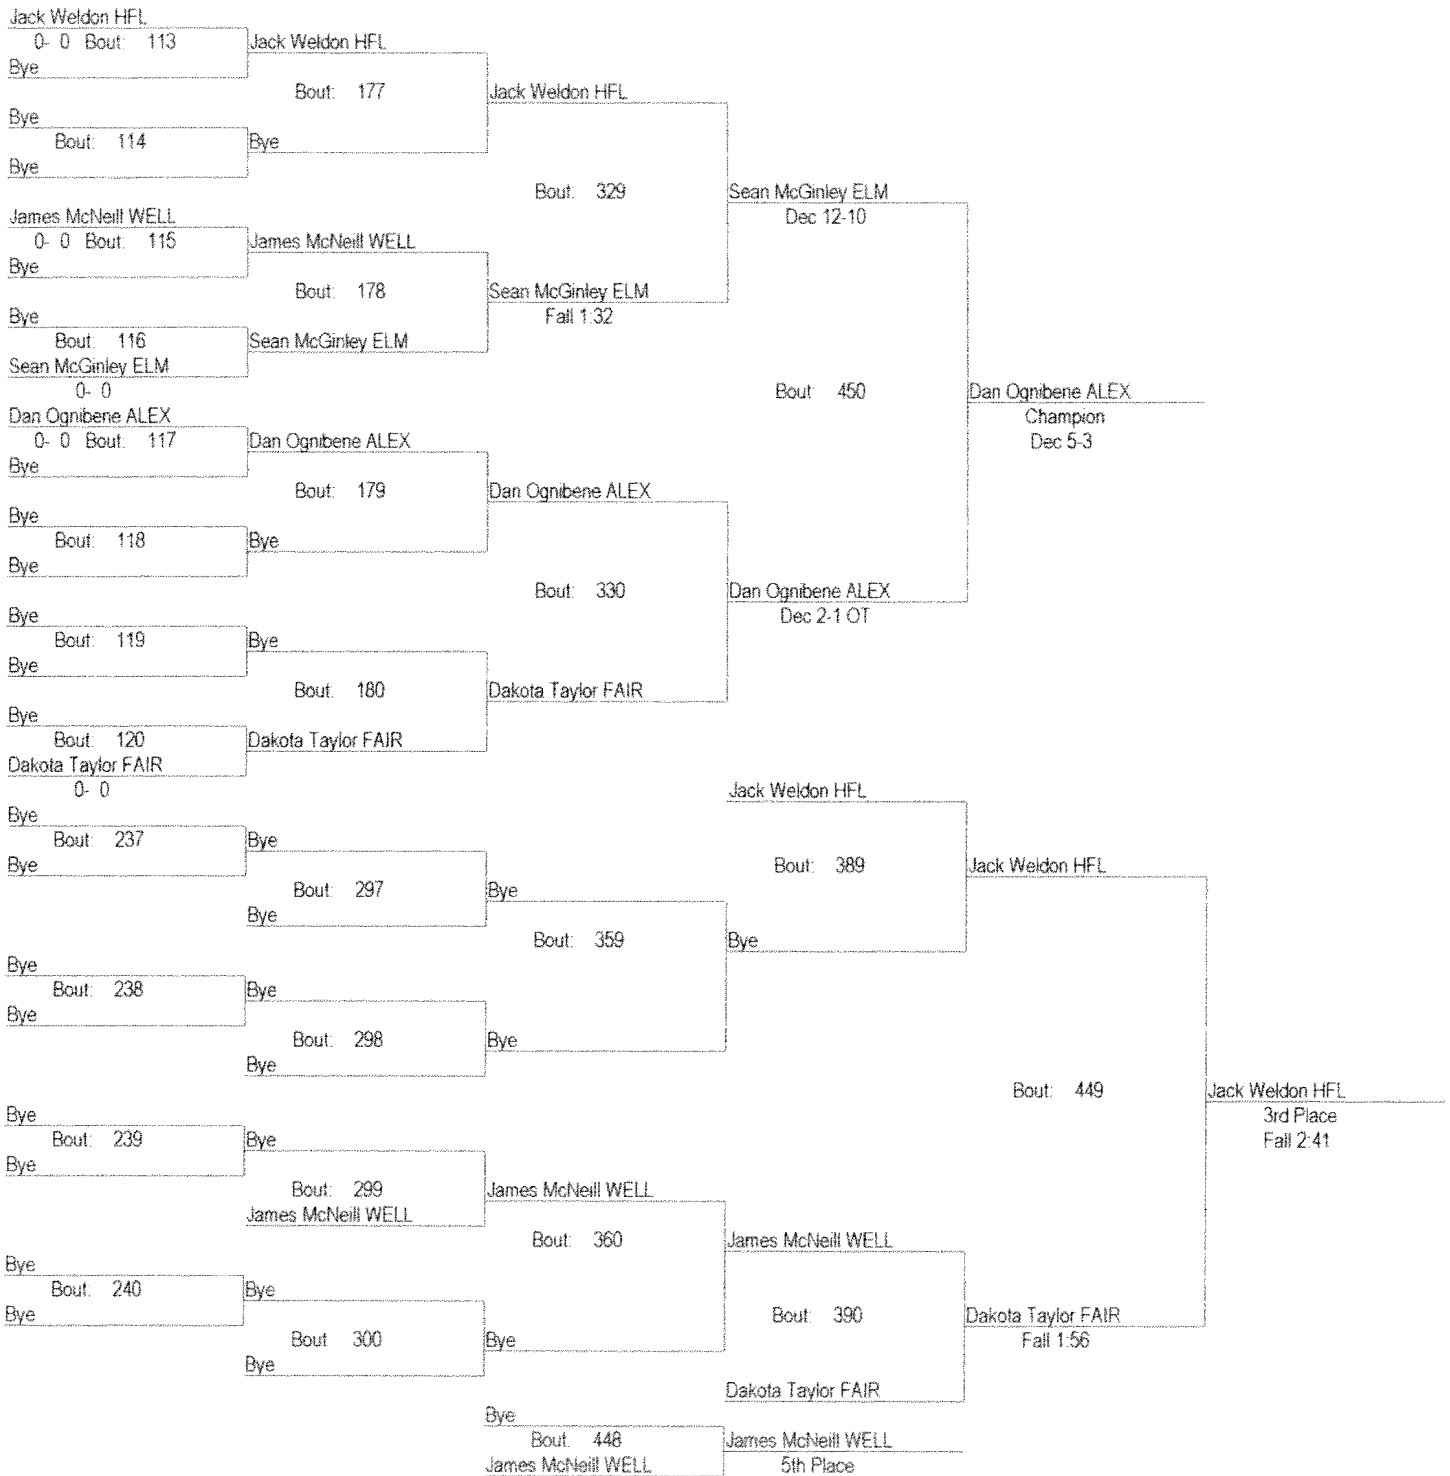 Jack Weldon HFL
0- 0 Bout: 113
Jack Weldon HFL
Bye
Bout: 177
Jack Weldon HFL
Bye
Bout: 114
Bye
Bye
Bout: 329
Sean McGinley ELM
Dec 12-10
James McNeill WELL
0- 0 Bout: 115
James McNeill WELL
Bye
Bout: 178
Sean McGinley ELM
Fall 1:32
Bye
Bout: 116
Sean McGinley ELM
Sean McGinley ELM
0- 0
Bout: 450
Dan Ognibene ALEX
Champion
Dec 5-3
Dan Ognibene ALEX
0- 0 Bout: 117
Dan Ognibene ALEX
Bye
Bout: 179
Dan Ognibene ALEX
Bye
Bout: 118
Bye
Bye
Bout: 330
Dan Ognibene ALEX
Dec 2-1 OT
Bye
Bout: 119
Bye
Bye
Bout: 180
Dakota Taylor FAIR
Bye
Bout: 120
Dakota Taylor FAIR
Dakota Taylor FAIR
0- 0
Jack Weldon HFL
Bye
Bout: 237
Bye
Bye
Bout: 389
Jack Weldon HFL
Bout: 297
Bye
Bye
Bout: 359
Bye
Bye
Bout: 238
Bye
Bye
Bout: 298
Bye
Bye
Bout: 449
Jack Weldon HFL
3rd Place
Fall 2:41
Bye
Bout: 239
Bye
Bye
Bout: 299
James McNeill WELL
James McNeill WELL
Bout: 360
James McNeill WELL
Bye
Bout: 240
Bye
Bye
Bout: 390
Dakota Taylor FAIR
Fall 1:56
Bout 300
Bye
Bye
Dakota Taylor FAIR
Bye
Bout: 448
James McNeill WELL
James McNeill WELL
5th Place